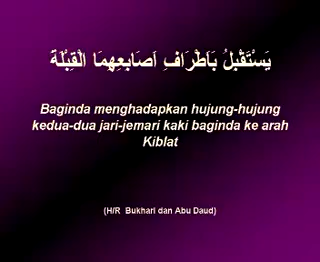 يَسْتَقْبِلُ بَاَطْرَافِ اَصَابِعِهِمَا الْقِبْلَةَ
Baginda menghadapkan hujung-hujung
kedua-dua jari-jemari kaki baginda ke arah
Kiblat
(H/R Bukhari dan Abu Daud)